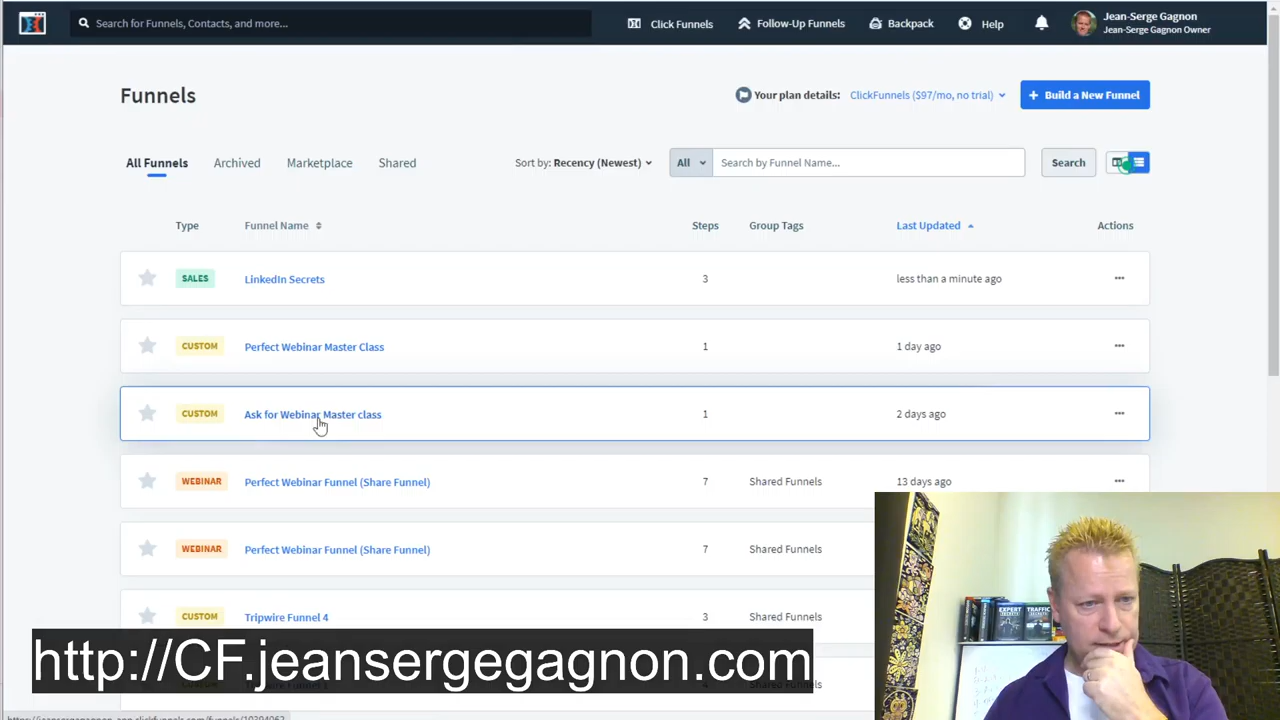 Search for Funnels, Contacts, and more...
Click Funnels
Follow-Up Funnels
Backpack
Help
Jean-Serge Gagnon
Jean-Serge Gagnon Owner
Funnels
Your plan details: ClickFunnels ($97/mo, no trial)
+ Build a New Funnel
All Funnels
Archived
Marketplace
Shared
Sort by: Recency (Newest)
All
Search by Funnel Name...
Search
Type Funnel Name Steps Group Tags Last Updated Actions
SALES LinkedIn Secrets 3 less than a minute ago ...
CUSTOM Perfect Webinar Master Class 1 1 day ago ...
CUSTOM Ask for Webinar Master class 1 2 days ago ...
WEBINAR Perfect Webinar Funnel (Share Funnel) 7 Shared Funnels 13 days ago ...
WEBINAR Perfect Webinar Funnel (Share Funnel) 7 Shared Funnels
CUSTOM Tripwire Funnel 4 3 Shared Funnels
http://CF.jeansergegagnon.com
Shared Funnels
EXPERT
TRAFFIC